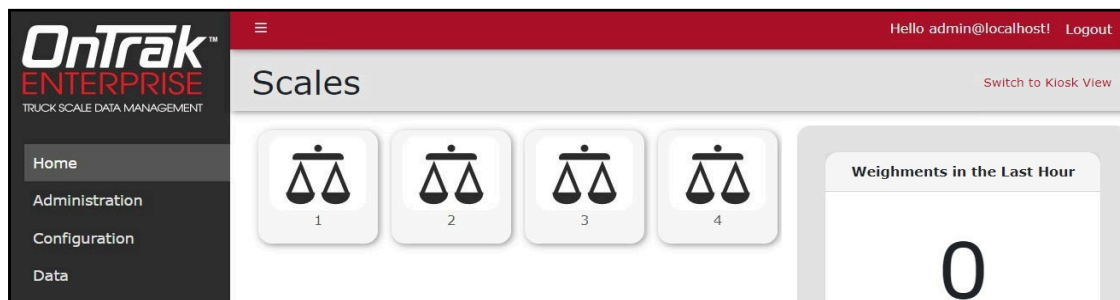 OnTrak™
ENTERPRISE
TRUCK SCALE DATA MANAGEMENT
Home
Administration
Configuration
Data
Hello admin@localhost! Logout
Scales
Switch to Kiosk View
1 2 3 4
Weighments in the Last Hour
0